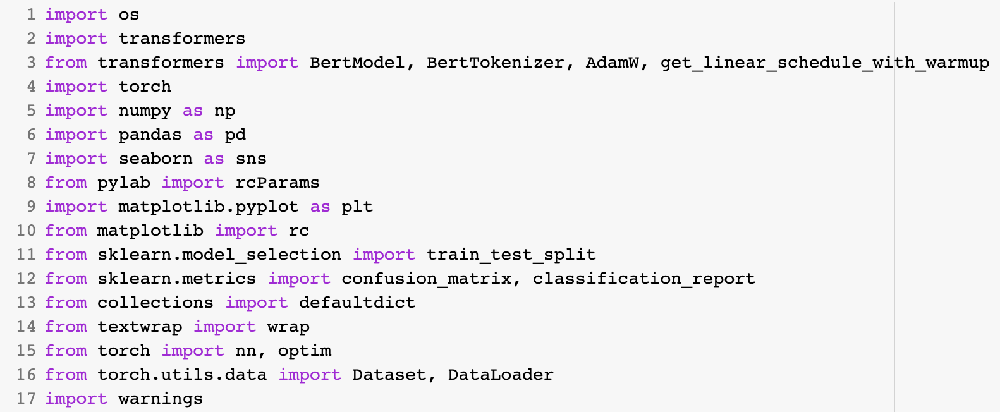 1 import os
2 import transformers
3 from transformers import BertModel, BertTokenizer, AdamW, get_linear_schedule_with_warmup
4 import torch
5 import numpy as np
6 import pandas as pd
7 import seaborn as sns
8 from pylab import rcParams
9 import matplotlib.pyplot as plt
10 from matplotlib import rc
11 from sklearn.model_selection import train_test_split
12 from sklearn.metrics import confusion_matrix, classification_report
13 from collections import defaultdict
14 from textwrap import wrap
15 from torch import nn, optim
16 from torch.utils.data import Dataset, DataLoader
17 import warnings